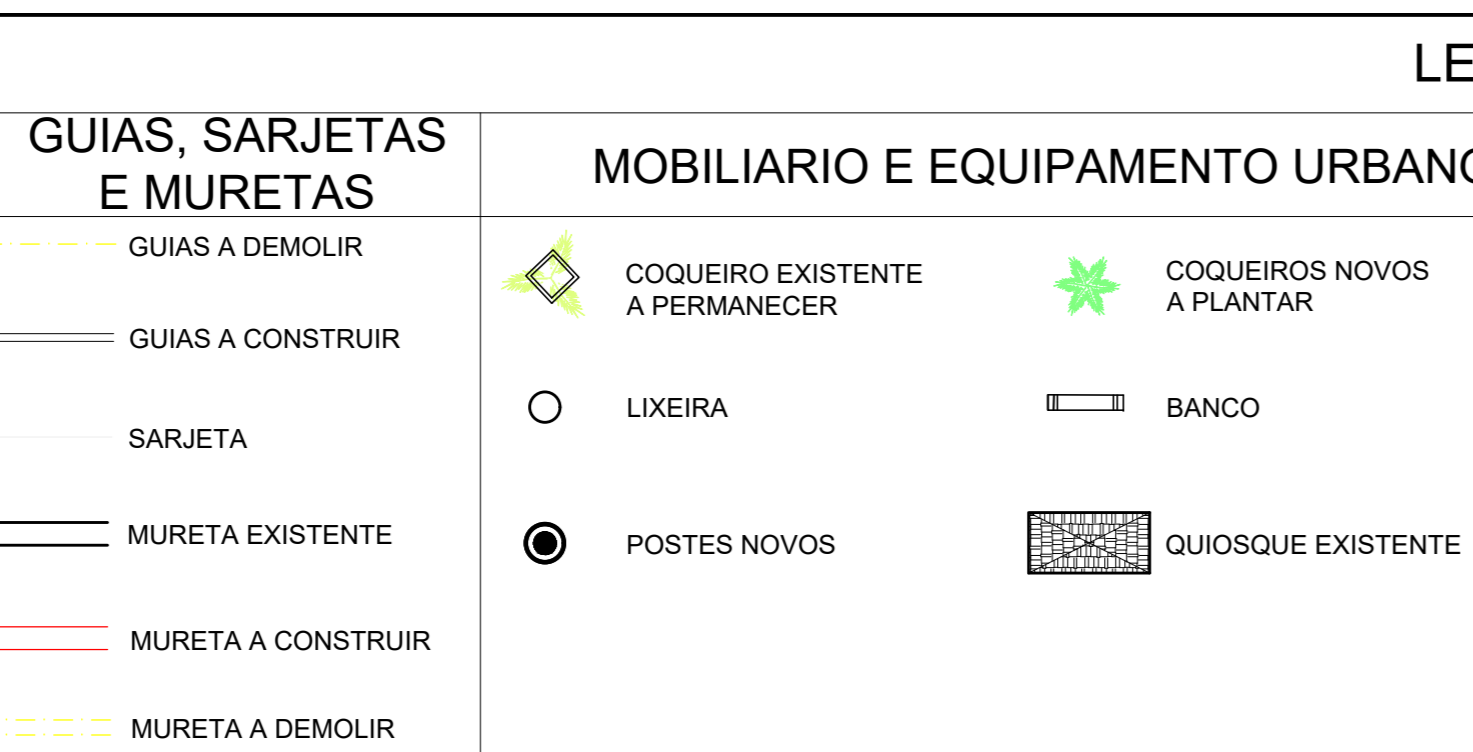 LE
GUIAS, SARJETAS
E MURETAS
MOBILIARIO E EQUIPAMENTO URBANO
GUIAS A DEMOLIR
GUIAS A CONSTRUIR
SARJETA
MURETA EXISTENTE
MURETA A CONSTRUIR
MURETA A DEMOLIR
COQUEIRO EXISTENTE
A PERMANECER
COQUEIROS NOVOS
A PLANTAR
LIXEIRA
BANCO
POSTES NOVOS
QUIOSQUE EXISTENTE